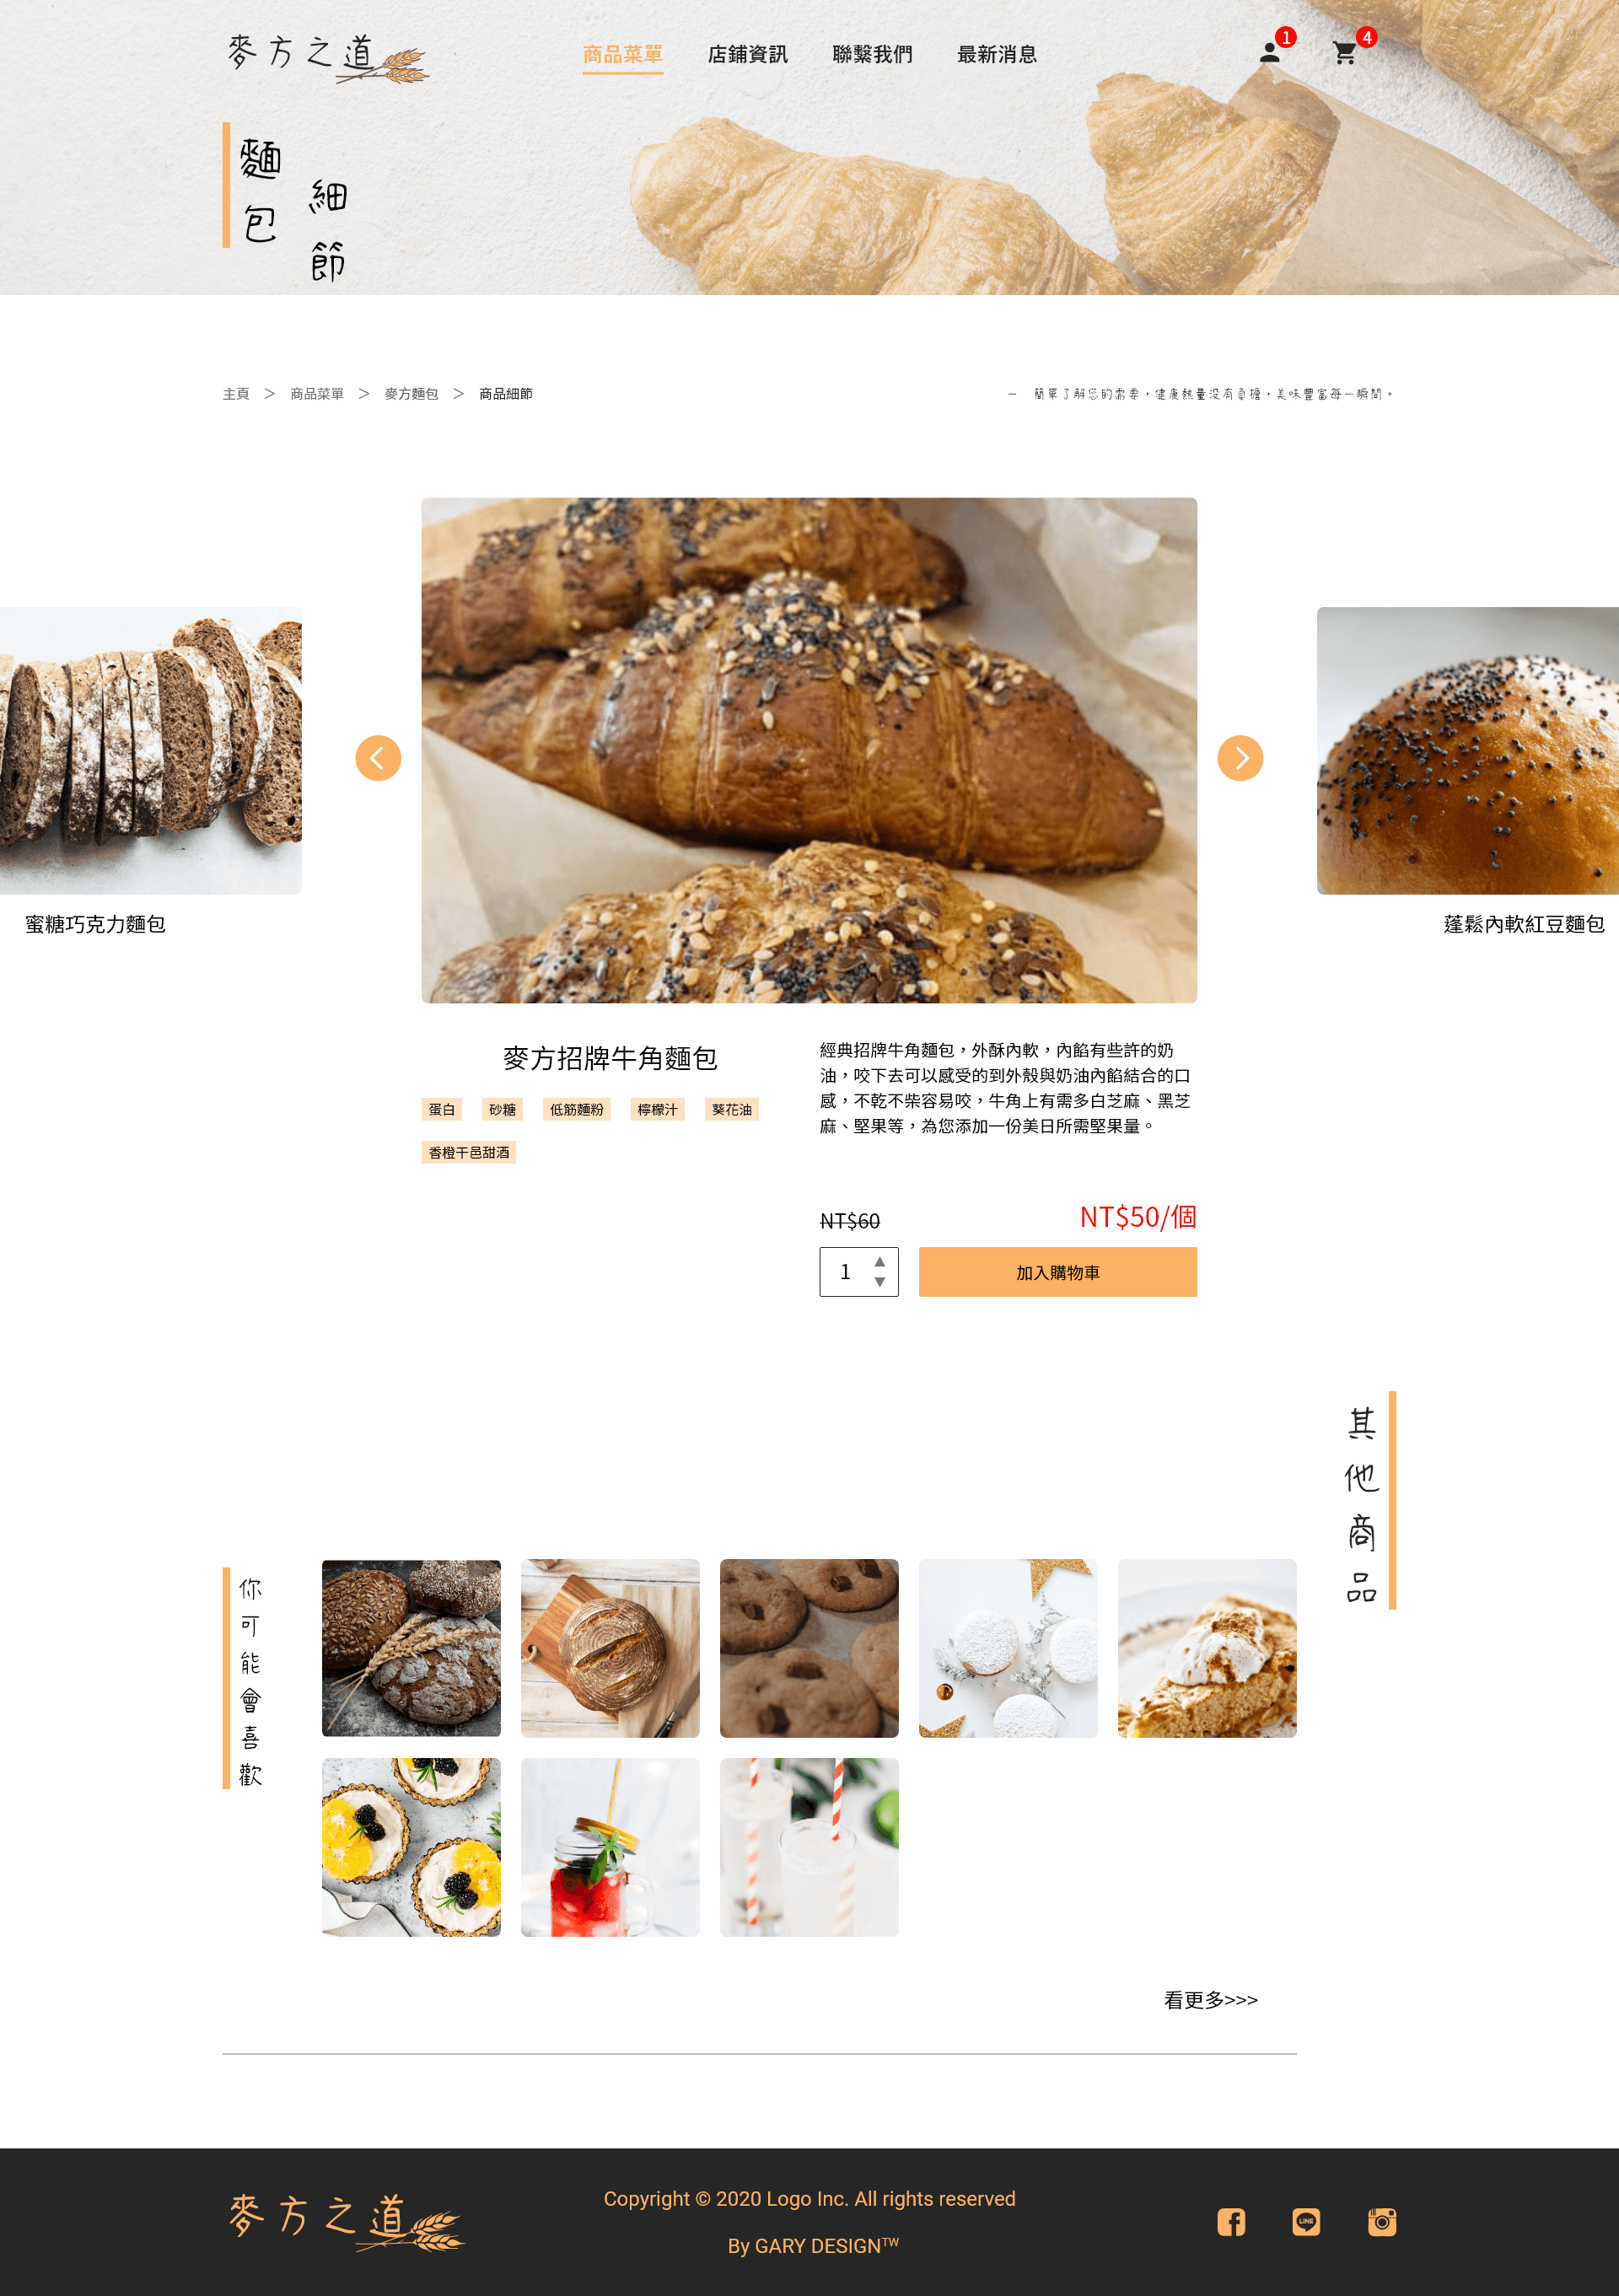 麥方之道
商品菜單 店鋪資訊 聯繫我們 最新消息
1 4
麵包
細節
主頁 > 商品菜單 > 麥方麵包 > 商品細節
— 簡單了解您的需要，健康熱量沒有負擔，美味豐富每一瞬間。
蜜糖巧克力麵包
蓬鬆內軟紅豆麵包
麥方招牌牛角麵包
蛋白 砂糖 低筋麵粉 檸檬汁 葵花油
香橙干邑甜酒
經典招牌牛角麵包，外酥內軟，內餡有些許的奶
油，咬下去可以感受的到外殼與奶油內餡結合的口
感，不乾不柴容易咬，牛角上有需多白芝麻、黑芝
麻、堅果等，為您添加一份美日所需堅果量。
NT$60 NT$50/個
1 加入購物車
其他商品
你可能會喜歡
看更多>>>
麥方之道
Copyright © 2020 Logo Inc. All rights reserved
By GARY DESIGN™
LINE